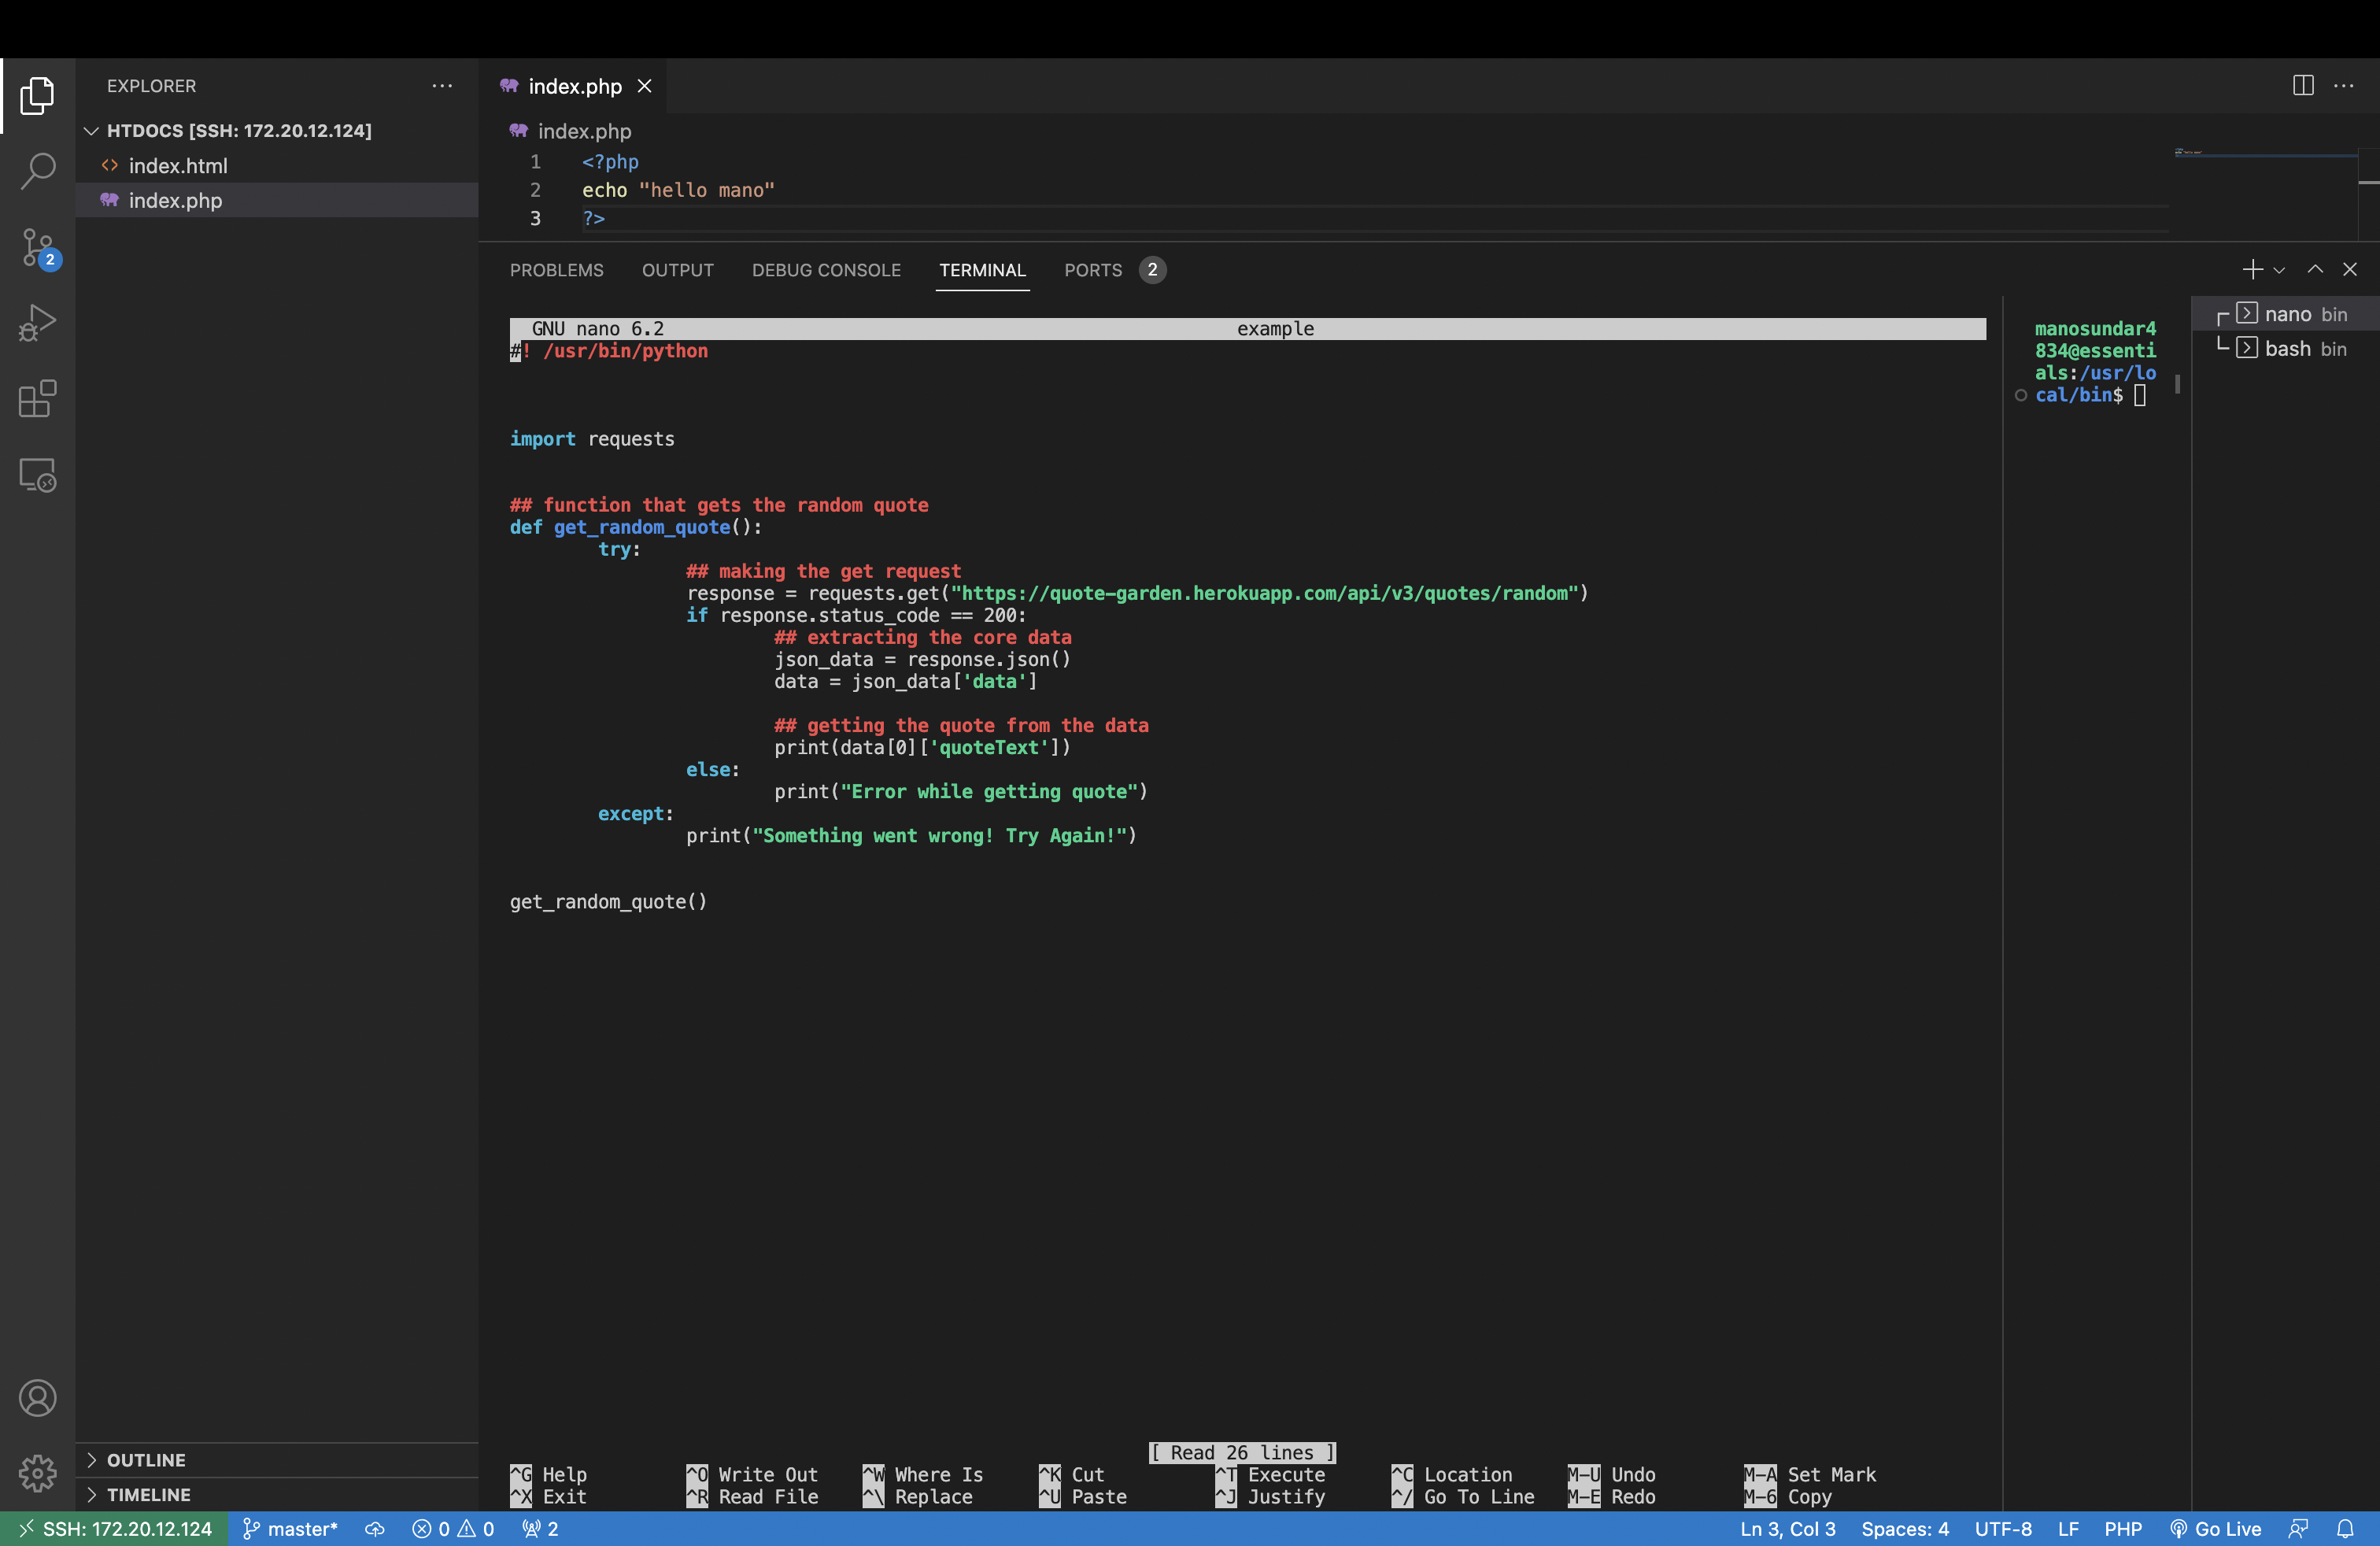 EXPLORER
HTDOCS [SSH: 172.20.12.124]
index.html
index.php
2
OUTLINE
TIMELINE
index.php
index.php
1 <?php
2 echo "hello mano"
3 ?>
PROBLEMS OUTPUT DEBUG CONSOLE TERMINAL PORTS 2
GNU nano 6.2 example
#! /usr/bin/python
import requests
## function that gets the random quote
def get_random_quote():
try:
## making the get request
response = requests.get("https://quote-garden.herokuapp.com/api/v3/quotes/random")
if response.status_code == 200:
## extracting the core data
json_data = response.json()
data = json_data['data']
## getting the quote from the data
print(data[0]['quoteText'])
else:
print("Error while getting quote")
except:
print("Something went wrong! Try Again!")
get_random_quote()
[ Read 26 lines ]
^G Help ^O Write Out ^W Where Is ^K Cut ^T Execute ^C Location M-U Undo M-A Set Mark
^X Exit ^R Read File ^\ Replace ^U Paste ^J Justify ^/ Go To Line M-E Redo M-6 Copy
manosundar4
834@essenti
als:/usr/lo
cal/bin$
nano bin
bash bin
SSH: 172.20.12.124 master* 0 0 2 Ln 3, Col 3 Spaces: 4 UTF-8 LF PHP Go Live